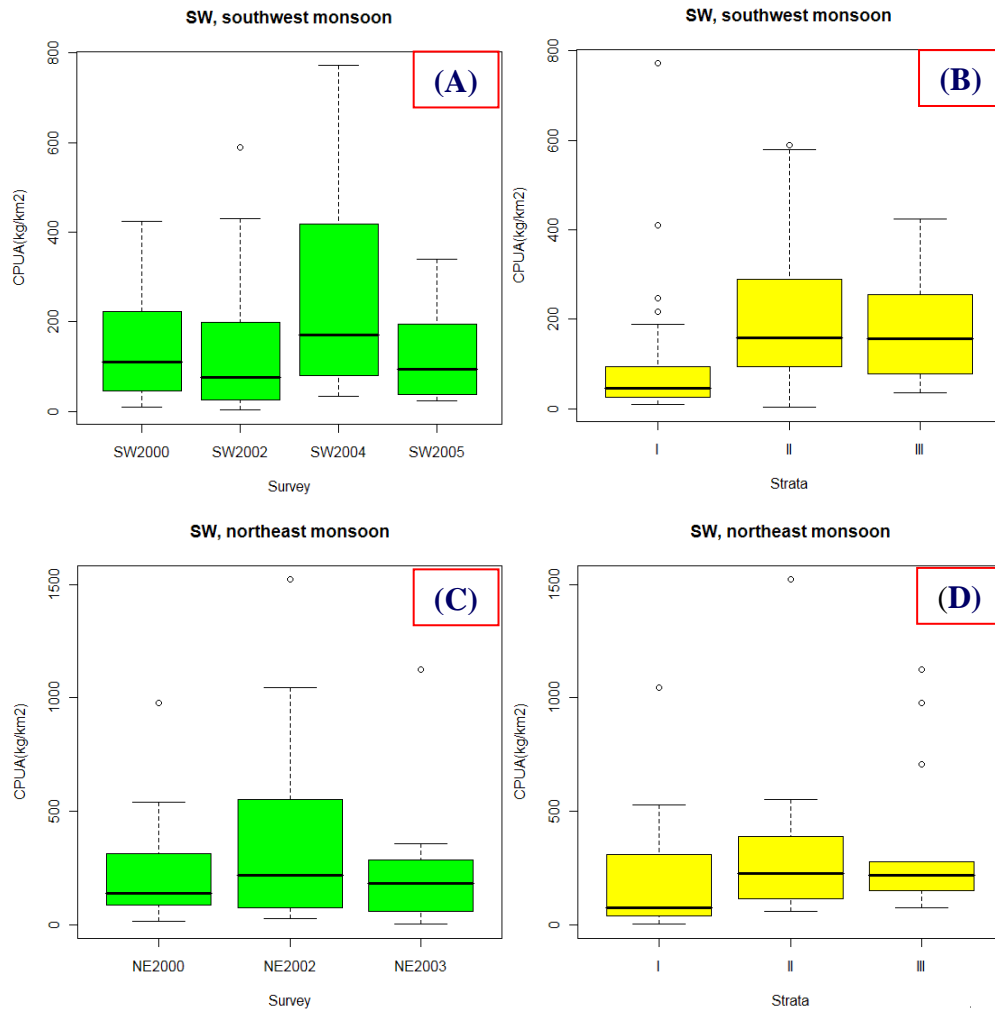 SW, southwest monsoon
(A)
CPUA(kg/km2)
800
600
400
200
0
SW2000 SW2002 SW2004 SW2005
Survey
SW, southwest monsoon
(B)
CPUA(kg/km2)
800
600
400
200
0
I II III
Strata
SW, northeast monsoon
(C)
CPUA(kg/km2)
1500
1000
500
0
NE2000 NE2002 NE2003
Survey
SW, northeast monsoon
(D)
CPUA(kg/km2)
1500
1000
500
0
I II III
Strata